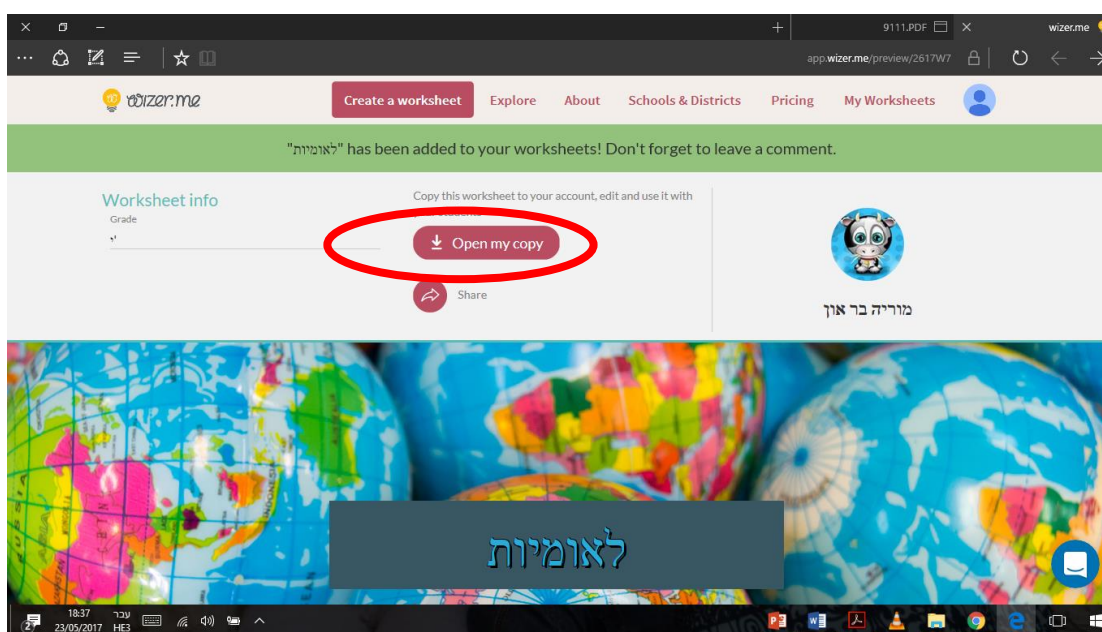 9111.PDF
wizer.me
app.wizer.me/preview/2617W7
wizer.me
Create a worksheet
Explore
About
Schools & Districts
Pricing
My Worksheets
"לאומיות" has been added to your worksheets! Don't forget to leave a comment.
Worksheet info
Grade
י'
Copy this worksheet to your account, edit and use it with
Open my copy
Share
מוריה בר און
לאומיות
18:37
23/05/2017
עבר
HE3
2